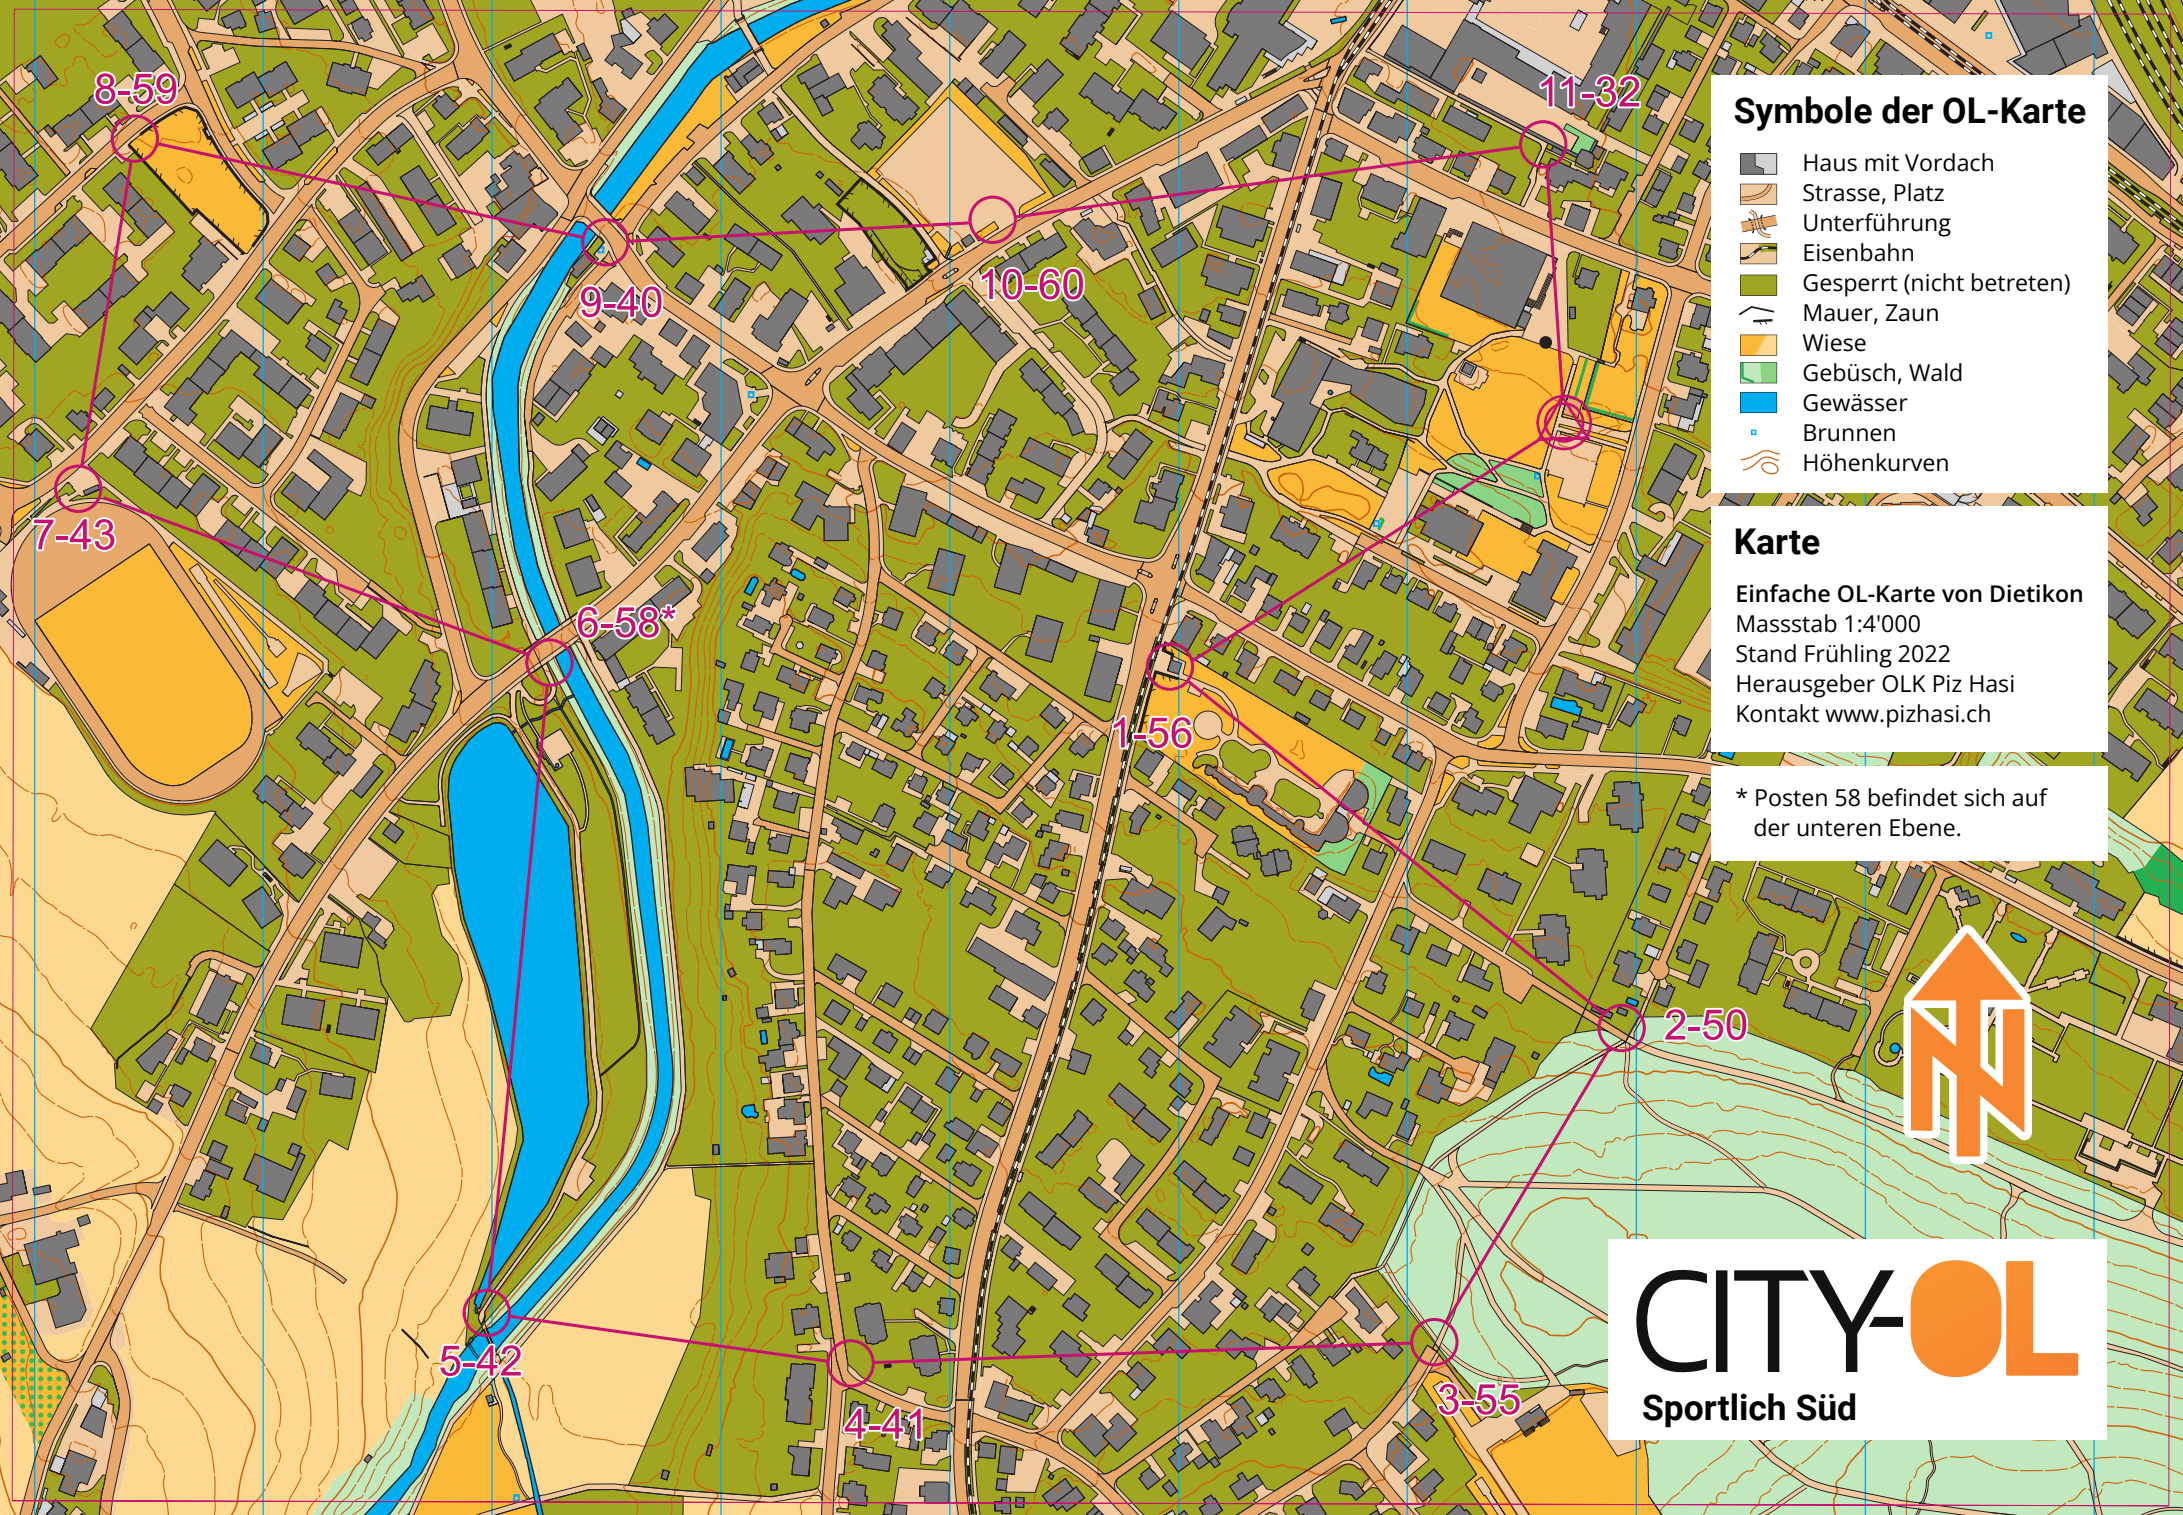 8-59
11-32
9-40
10-60
7-43
6-58*
1-56
2-50
5-42
4-41
3-55
Symbole der OL-Karte
Haus mit Vordach
Strasse, Platz
Unterführung
Eisenbahn
Gesperrt (nicht betreten)
Mauer, Zaun
Wiese
Gebüsch, Wald
Gewässer
Brunnen
Höhenkurven
Karte
Einfache OL-Karte von Dietikon
Massstab 1:4'000
Stand Frühling 2022
Herausgeber OLK Piz Hasi
Kontakt www.pizhasi.ch
* Posten 58 befindet sich auf
der unteren Ebene.
N
CITY-OL
Sportlich Süd